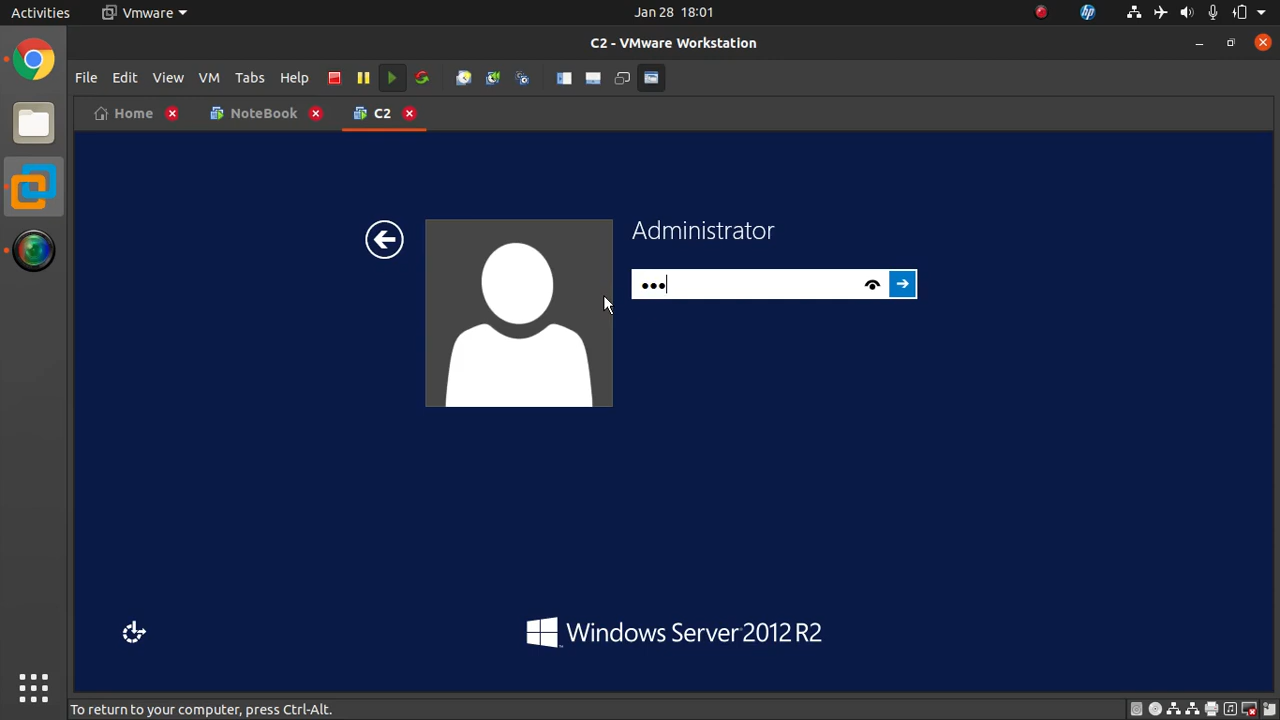 Activities
Vmware
Jan 28 18:01
C2 - VMware Workstation
File Edit View VM Tabs Help
Home NoteBook C2
Administrator
•••
Windows Server 2012 R2
To return to your computer, press Ctrl-Alt.